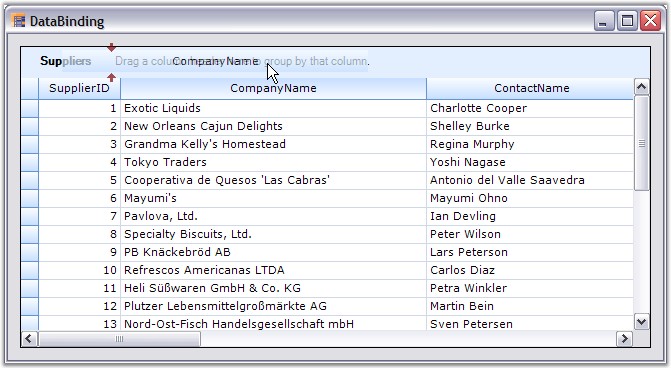 DataBinding
Suppliers Drag a column header here to group by that column.
CompanyName
SupplierID CompanyName ContactName
1 Exotic Liquids Charlotte Cooper
2 New Orleans Cajun Delights Shelley Burke
3 Grandma Kelly's Homestead Regina Murphy
4 Tokyo Traders Yoshi Nagase
5 Cooperativa de Quesos 'Las Cabras' Antonio del Valle Saavedra
6 Mayumi's Mayumi Ohno
7 Pavlova, Ltd. Ian Devling
8 Specialty Biscuits, Ltd. Peter Wilson
9 PB Knäckebröd AB Lars Peterson
10 Refrescos Americanas LTDA Carlos Diaz
11 Heli Süßwaren GmbH & Co. KG Petra Winkler
12 Plutzer Lebensmittelgroßmärkte AG Martin Bein
13 Nord-Ost-Fisch Handelsgesellschaft mbH Sven Petersen